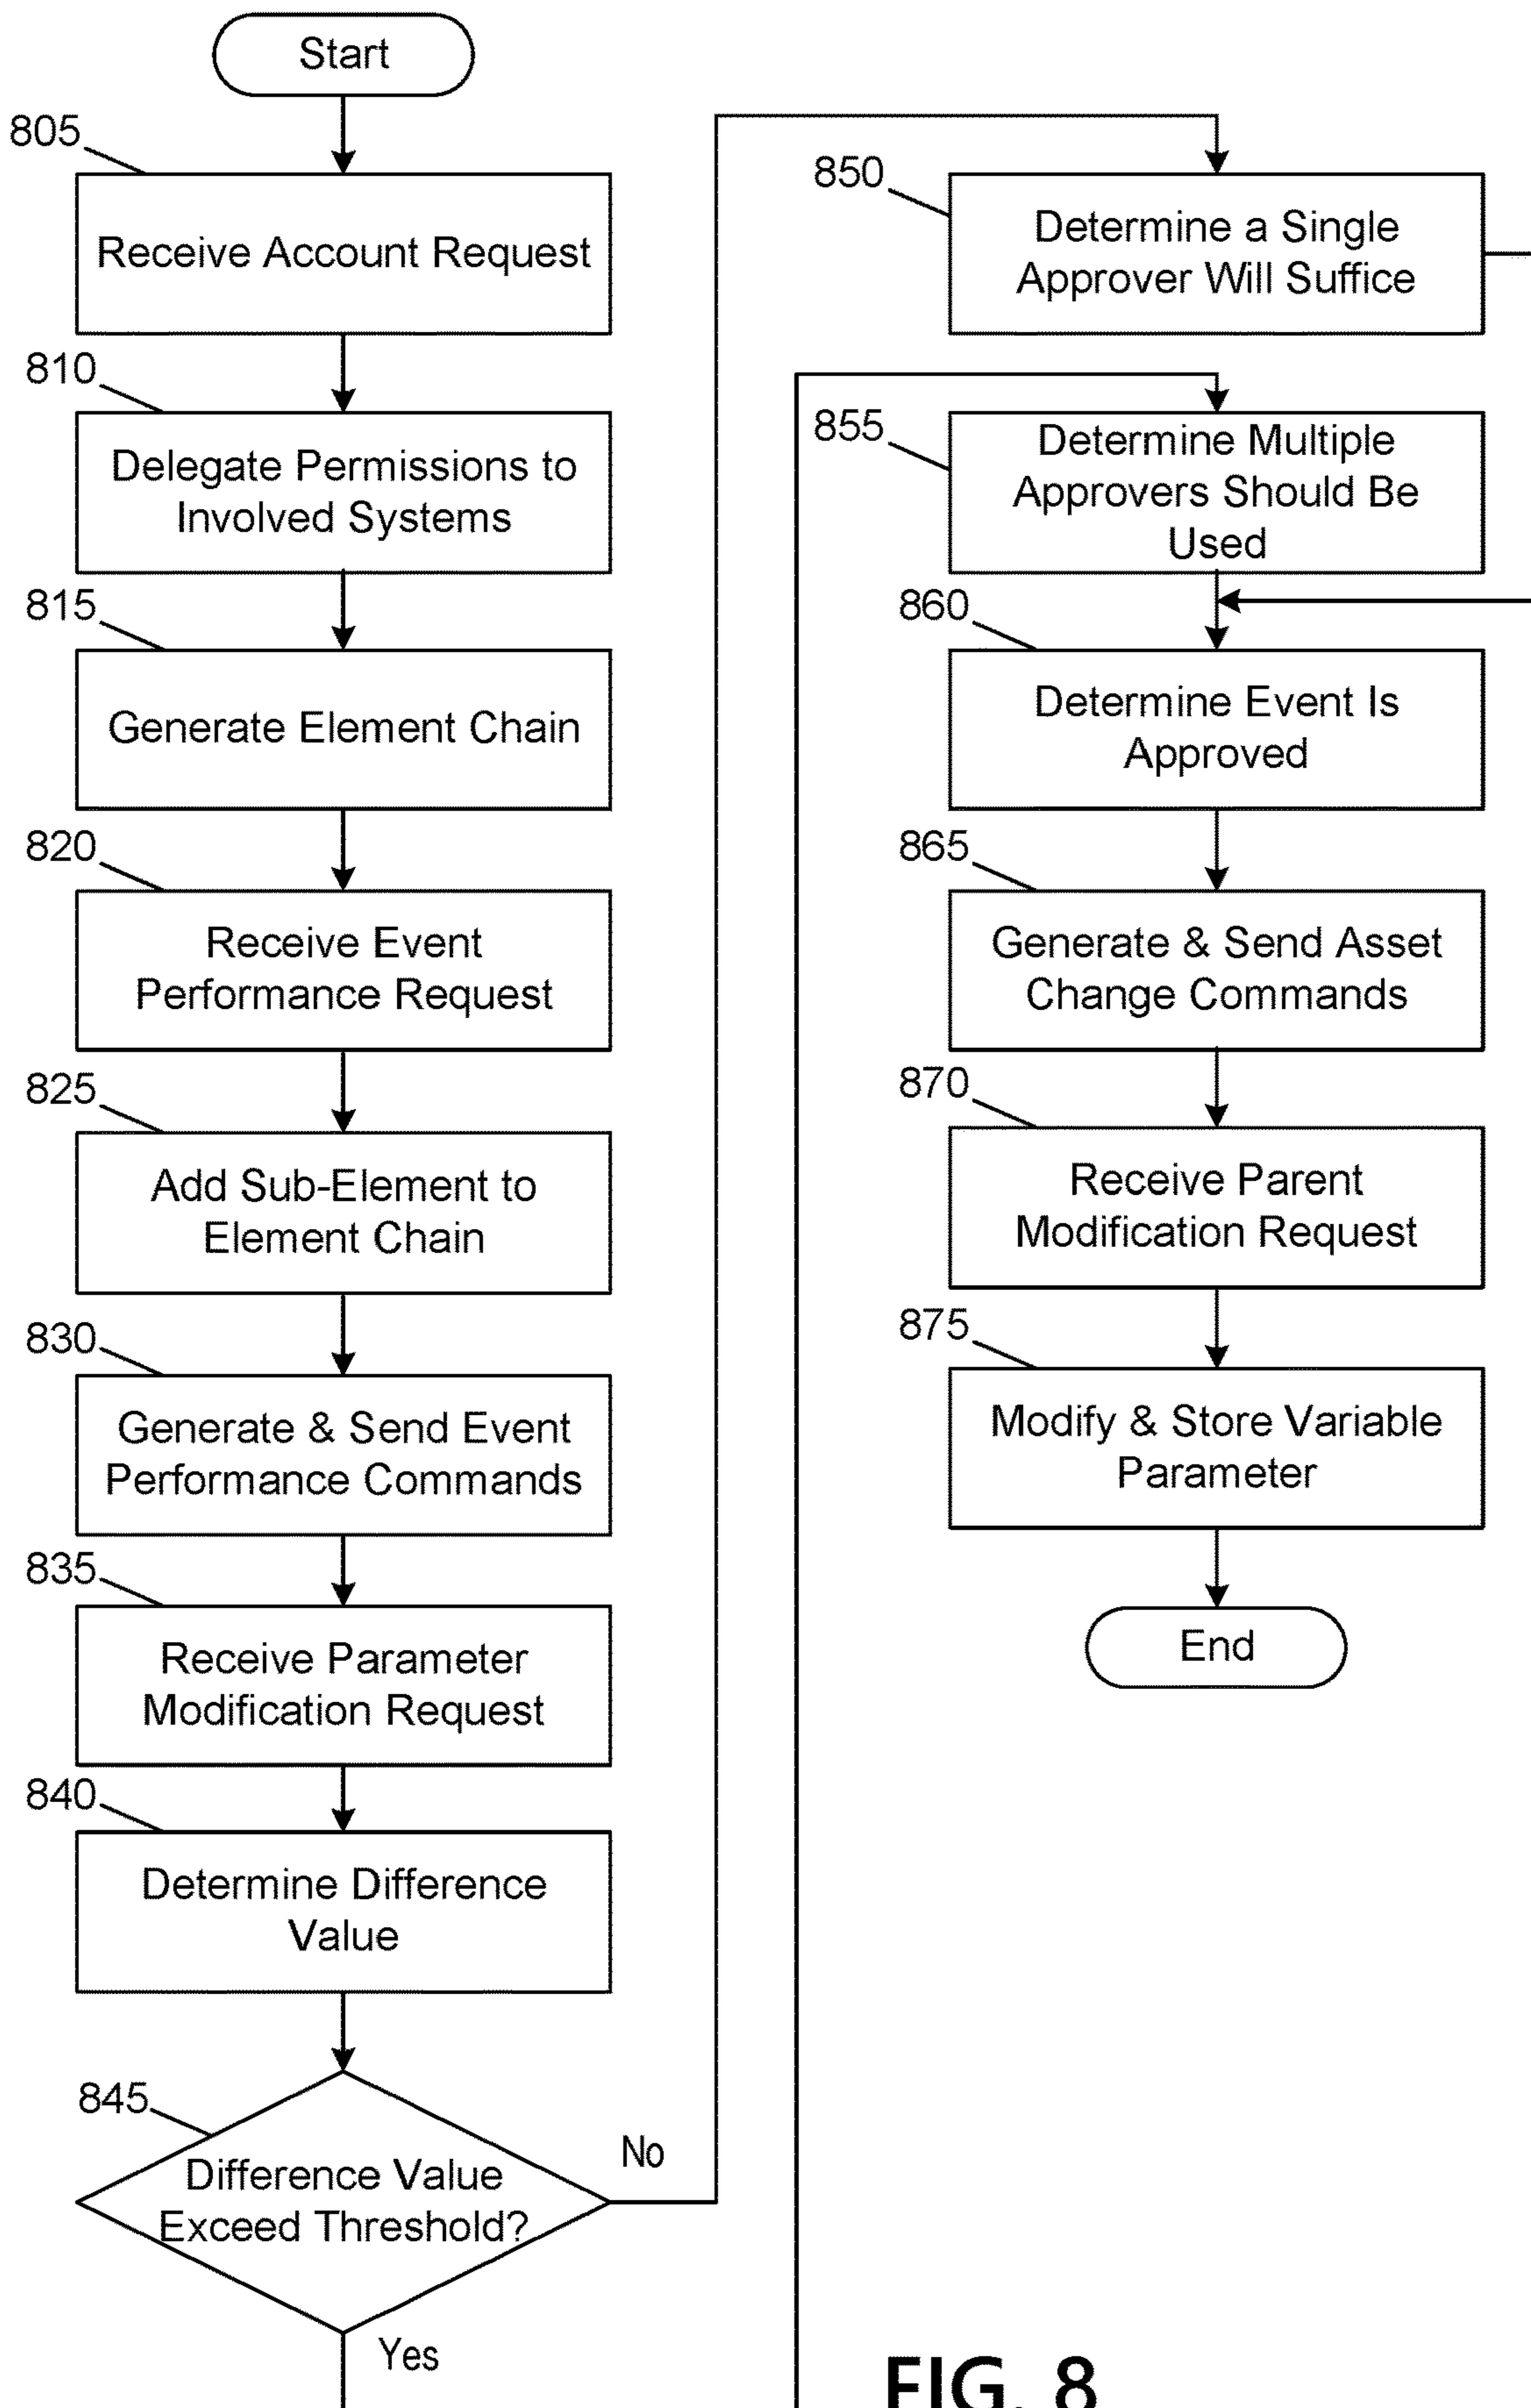 Start
805
Receive Account Request
810
Delegate Permissions to
Involved Systems
815
Generate Element Chain
820
Receive Event
Performance Request
825
Add Sub-Element to
Element Chain
830
Generate & Send Event
Performance Commands
835
Receive Parameter
Modification Request
840
Determine Difference
Value
845
Difference Value
Exceed Threshold?
No
Yes
850
Determine a Single
Approver Will Suffice
855
Determine Multiple
Approvers Should Be
Used
860
Determine Event Is
Approved
865
Generate & Send Asset
Change Commands
870
Receive Parent
Modification Request
875
Modify & Store Variable
Parameter
End
FIG. 8